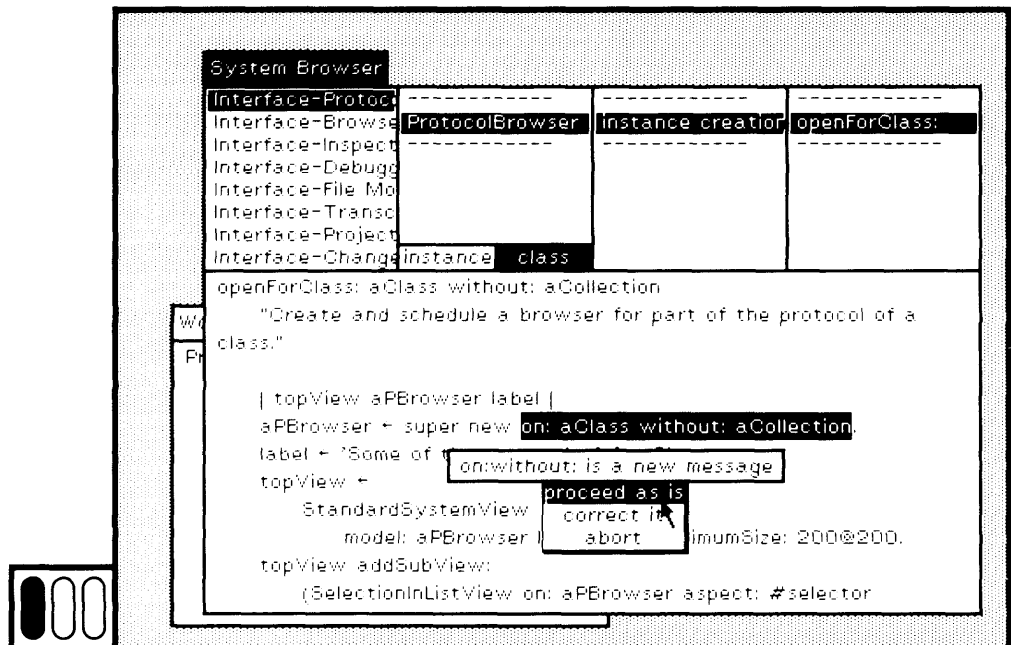 System Browser
Interface-Protoc
Interface-Browse
Interface-Inspect
Interface-Debugg
Interface-File Mo
Interface-Transc
Interface-Project
Interface-Change
------------
ProtocolBrowser
------------
instance
class
------------
instance creation
------------
------------
openForClass:
------------
Wo
Pr
openForClass: aClass without: aCollection
"Create and schedule a browser for part of the protocol of a
class."
| topView aPBrowser label |
aPBrowser ← super new on: aClass without: aCollection.
label ← 'Some of t
on:without: is a new message
topView ←
proceed as is
StandardSystemView
correct it
model: aPBrowser l
abort
imumSize: 200@200.
topView addSubView:
(SelectionInListView on: aPBrowser aspect: #selector